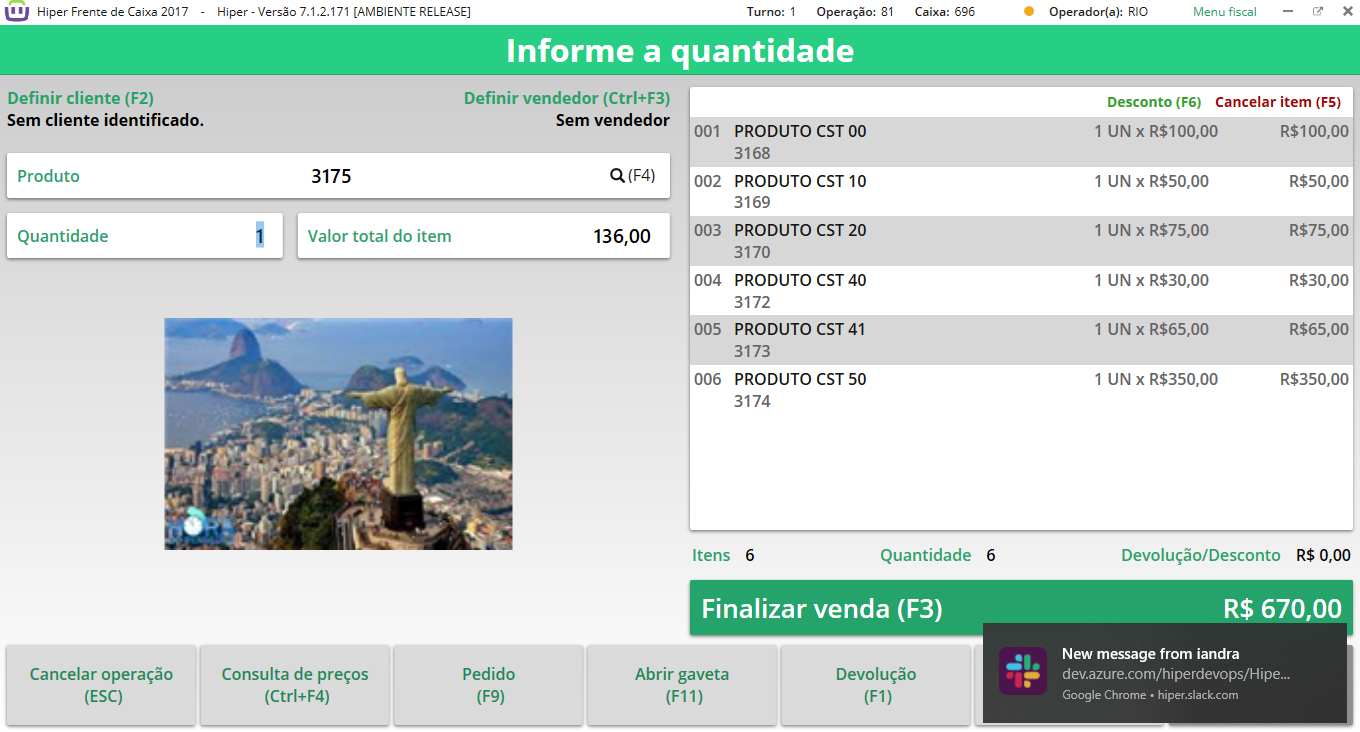 Hiper Frente de Caixa 2017 - Hiper - Versão 7.1.2.171 [AMBIENTE RELEASE] Turno: 1 Operação: 81 Caixa: 696 Operador(a): RIO Menu fiscal
Informe a quantidade
Definir cliente (F2) Definir vendedor (Ctrl+F3)
Sem cliente identificado. Sem vendedor
Produto 3175 (F4)
Quantidade 1 Valor total do item 136,00
Desconto (F6) Cancelar item (F5)
001 PRODUTO CST 00 1 UN x R$100,00 R$100,00
3168
002 PRODUTO CST 10 1 UN x R$50,00 R$50,00
3169
003 PRODUTO CST 20 1 UN x R$75,00 R$75,00
3170
004 PRODUTO CST 40 1 UN x R$30,00 R$30,00
3172
005 PRODUTO CST 41 1 UN x R$65,00 R$65,00
3173
006 PRODUTO CST 50 1 UN x R$350,00 R$350,00
3174
Itens 6 Quantidade 6 Devolução/Desconto R$ 0,00
Finalizar venda (F3) R$ 670,00
Cancelar operação
(ESC)
Consulta de preços
(Ctrl+F4)
Pedido
(F9)
Abrir gaveta
(F11)
Devolução
(F1)
New message from iandra
dev.azure.com/hiperdevops/Hipe...
Google Chrome • hiper.slack.com